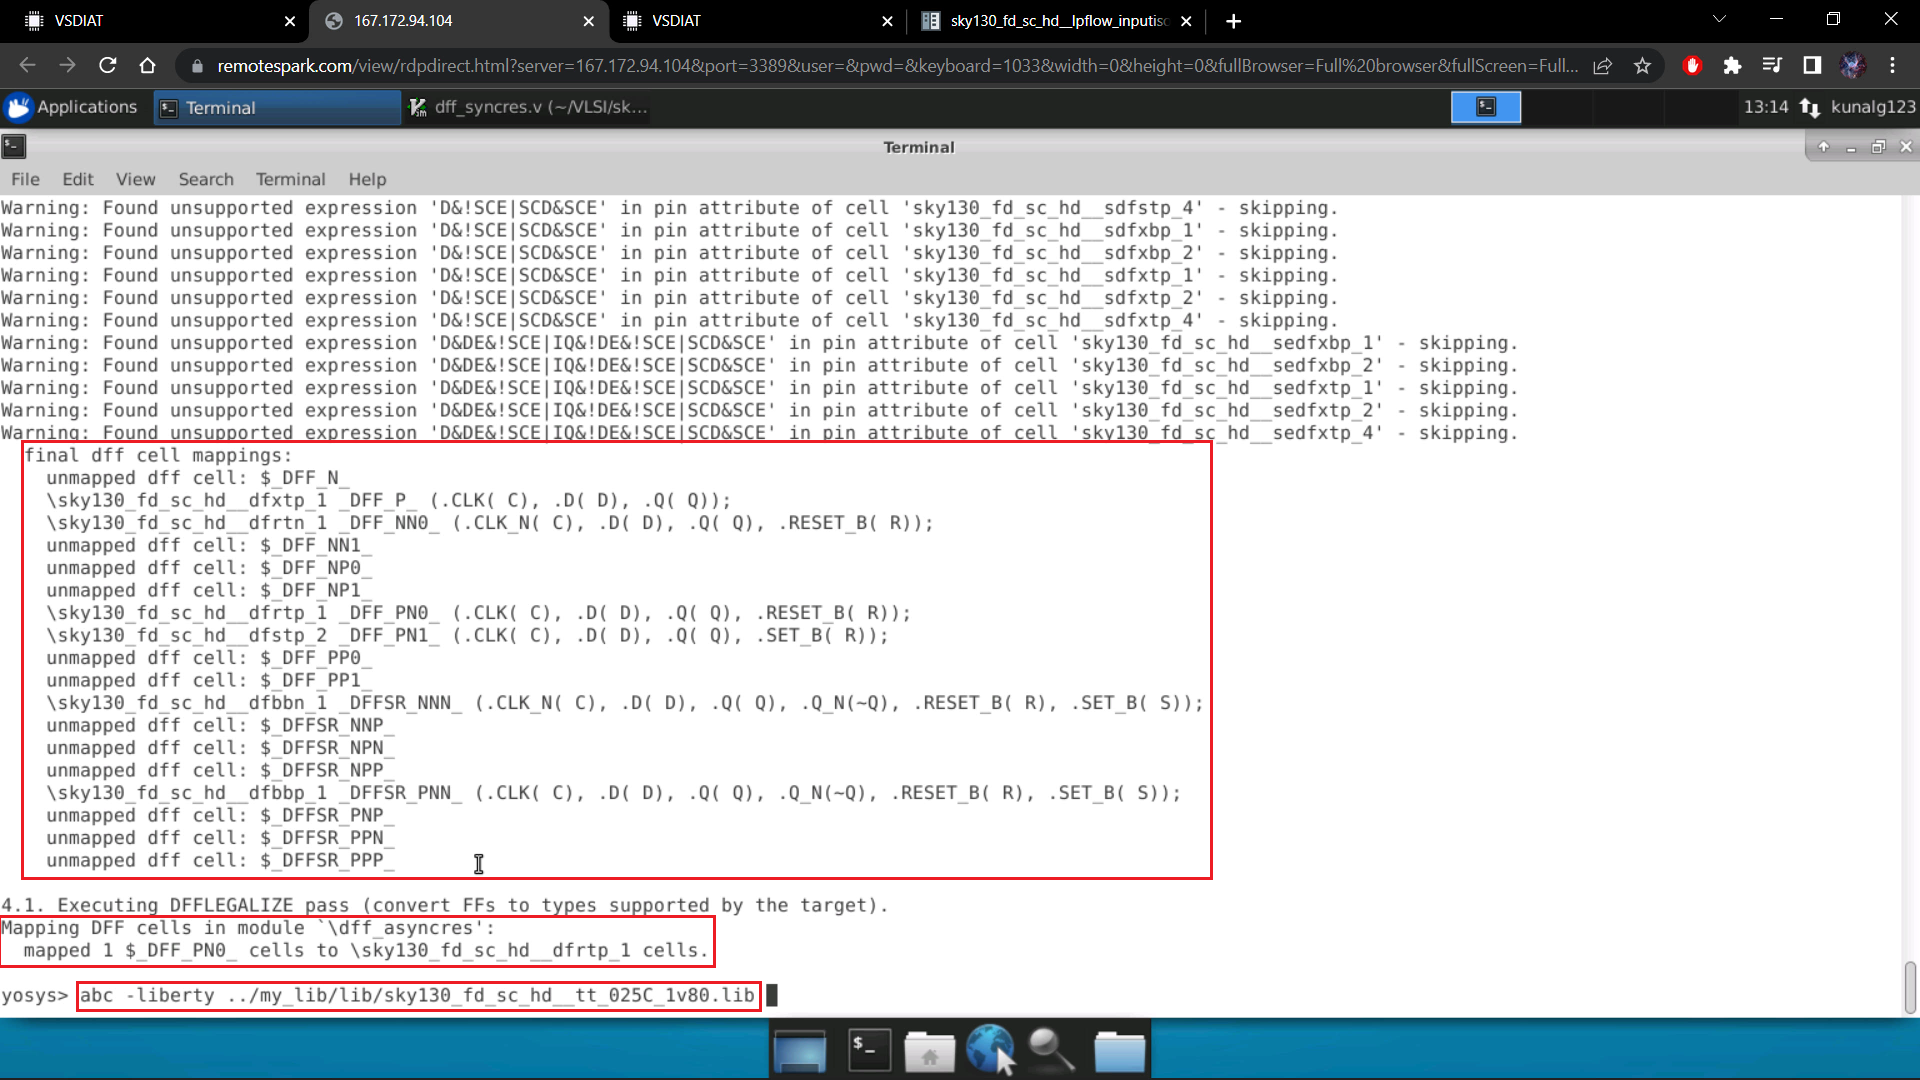 VSDIAT
167.172.94.104
VSDIAT
sky130_fd_sc_hd__lpflow_inputisc
remotespark.com/view/rdpdirect.html?server=167.172.94.104&port=3389&user=&pwd=&keyboard=1033&width=0&height=0&fullBrowser=Full%20browser&fullScreen=Full...
Applications
Terminal
dff_syncres.v (~/VLSI/sk...
13:14
kunalg123
Terminal
File Edit View Search Terminal Help
Warning: Found unsupported expression 'D&!SCE|SCD&SCE' in pin attribute of cell 'sky130_fd_sc_hd__sdfstp_4' - skipping.
Warning: Found unsupported expression 'D&!SCE|SCD&SCE' in pin attribute of cell 'sky130_fd_sc_hd__sdfxbp_1' - skipping.
Warning: Found unsupported expression 'D&!SCE|SCD&SCE' in pin attribute of cell 'sky130_fd_sc_hd__sdfxbp_2' - skipping.
Warning: Found unsupported expression 'D&!SCE|SCD&SCE' in pin attribute of cell 'sky130_fd_sc_hd__sdfxtp_1' - skipping.
Warning: Found unsupported expression 'D&!SCE|SCD&SCE' in pin attribute of cell 'sky130_fd_sc_hd__sdfxtp_2' - skipping.
Warning: Found unsupported expression 'D&!SCE|SCD&SCE' in pin attribute of cell 'sky130_fd_sc_hd__sdfxtp_4' - skipping.
Warning: Found unsupported expression 'D&DE&!SCE|IQ&!DE&!SCE|SCD&SCE' in pin attribute of cell 'sky130_fd_sc_hd__sedfxbp_1' - skipping.
Warning: Found unsupported expression 'D&DE&!SCE|IQ&!DE&!SCE|SCD&SCE' in pin attribute of cell 'sky130_fd_sc_hd__sedfxbp_2' - skipping.
Warning: Found unsupported expression 'D&DE&!SCE|IQ&!DE&!SCE|SCD&SCE' in pin attribute of cell 'sky130_fd_sc_hd__sedfxtp_1' - skipping.
Warning: Found unsupported expression 'D&DE&!SCE|IQ&!DE&!SCE|SCD&SCE' in pin attribute of cell 'sky130_fd_sc_hd__sedfxtp_2' - skipping.
Warning: Found unsupported expression 'D&DE&!SCE|IQ&!DE&!SCE|SCD&SCE' in pin attribute of cell 'sky130_fd_sc_hd__sedfxtp_4' - skipping.
final dff cell mappings:
unmapped dff cell: $_DFF_N_
\sky130_fd_sc_hd__dfxtp_1 _DFF_P_ (.CLK( C), .D( D), .Q( Q));
\sky130_fd_sc_hd__dfrtn_1 _DFF_NN0_ (.CLK_N( C), .D( D), .Q( Q), .RESET_B( R));
unmapped dff cell: $_DFF_NN1_
unmapped dff cell: $_DFF_NP0_
unmapped dff cell: $_DFF_NP1_
\sky130_fd_sc_hd__dfrtp_1 _DFF_PN0_ (.CLK( C), .D( D), .Q( Q), .RESET_B( R));
\sky130_fd_sc_hd__dfstp_2 _DFF_PN1_ (.CLK( C), .D( D), .Q( Q), .SET_B( R));
unmapped dff cell: $_DFF_PP0_
unmapped dff cell: $_DFF_PP1_
\sky130_fd_sc_hd__dfbbn_1 _DFFSR_NNN_ (.CLK_N( C), .D( D), .Q( Q), .Q_N(~Q), .RESET_B( R), .SET_B( S));
unmapped dff cell: $_DFFSR_NNP_
unmapped dff cell: $_DFFSR_NPN_
unmapped dff cell: $_DFFSR_NPP_
\sky130_fd_sc_hd__dfbbp_1 _DFFSR_PNN_ (.CLK( C), .D( D), .Q( Q), .Q_N(~Q), .RESET_B( R), .SET_B( S));
unmapped dff cell: $_DFFSR_PNP_
unmapped dff cell: $_DFFSR_PPN_
unmapped dff cell: $_DFFSR_PPP_
4.1. Executing DFFLEGALIZE pass (convert FFs to types supported by the target).
Mapping DFF cells in module `\dff_asyncres':
mapped 1 $_DFF_PN0_ cells to \sky130_fd_sc_hd__dfrtp_1 cells.
yosys> abc -liberty ../my_lib/lib/sky130_fd_sc_hd__tt_025C_1v80.lib